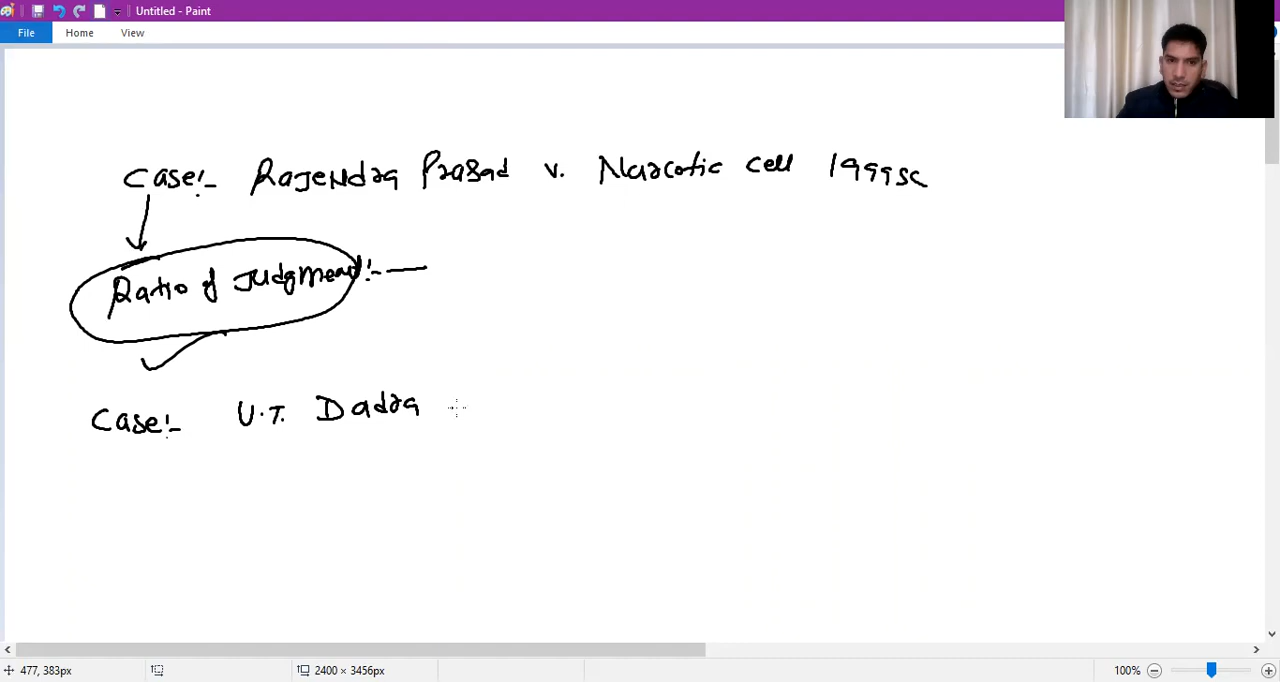 Untitled - Paint
File Home View
Case:- Rajendra Prasad v. Narcotic cell 1999SC
Ratio of Judgment:-
Case:- U.T. Dadra
477, 383px
2400 × 3456px
100%